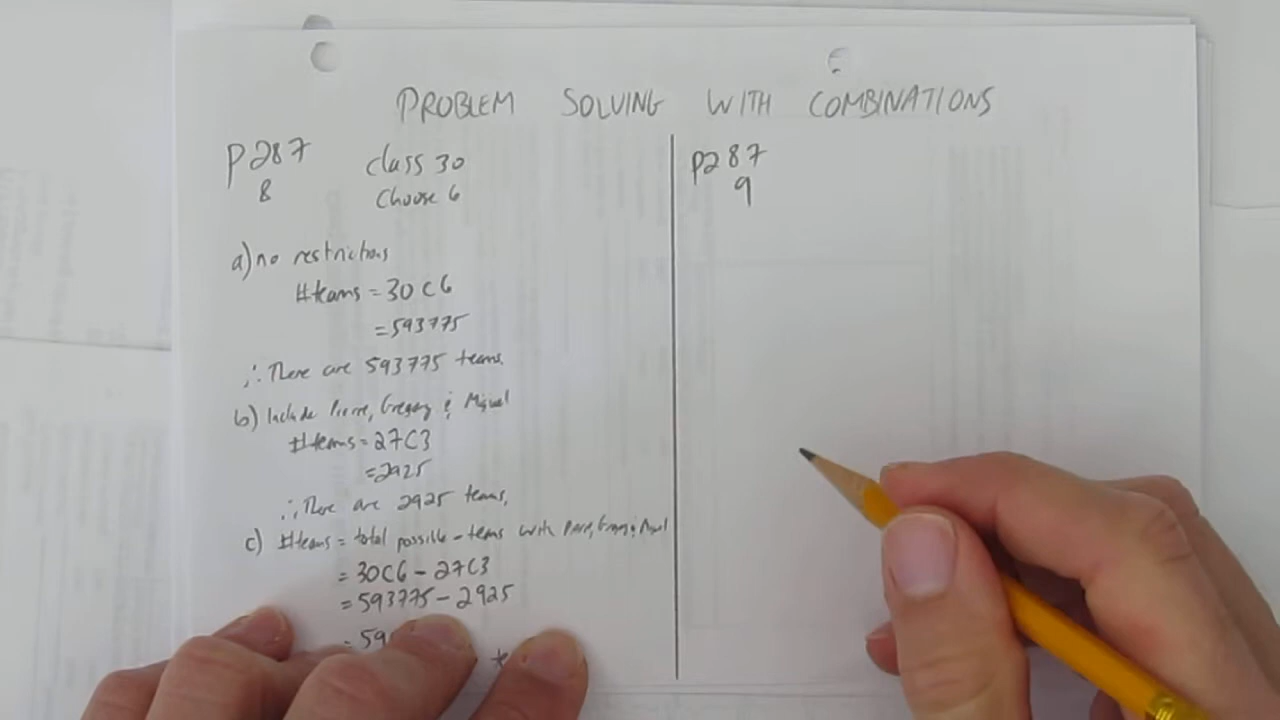 PROBLEM SOLVING WITH COMBINATIONS
P287
8
class 30
Choose 6
a) no restrictions
#teams = 30C6
= 593775
∴ There are 593775 teams.
b) Include Pierre, Gregory & Miguel
#teams = 27C3
= 2925
∴ There are 2925 teams.
c) #teams = total possible - teams with Pierre, Gregory & Miguel
= 30C6 - 27C3
= 593775 - 2925
= 59
P287
9